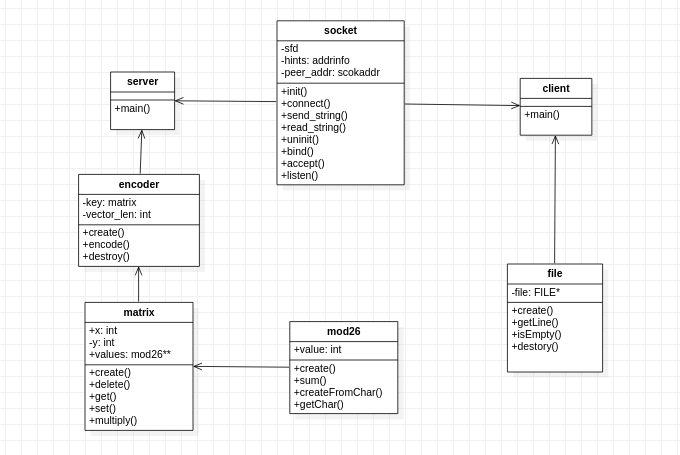 socket
-sfd
-hints: addrinfo
-peer_addr: scokaddr
+init()
+connect()
+send_string()
+read_string()
+uninit()
+bind()
+accept()
+listen()
server
+main()
client
+main()
encoder
-key: matrix
-vector_len: int
+create()
+encode()
+destroy()
file
-file: FILE*
+create()
+getLine()
+isEmpty()
+destory()
matrix
+x: int
-y: int
+values: mod26**
+create()
+delete()
+get()
+set()
+multiply()
mod26
+value: int
+create()
+sum()
+createFromChar()
+getChar()